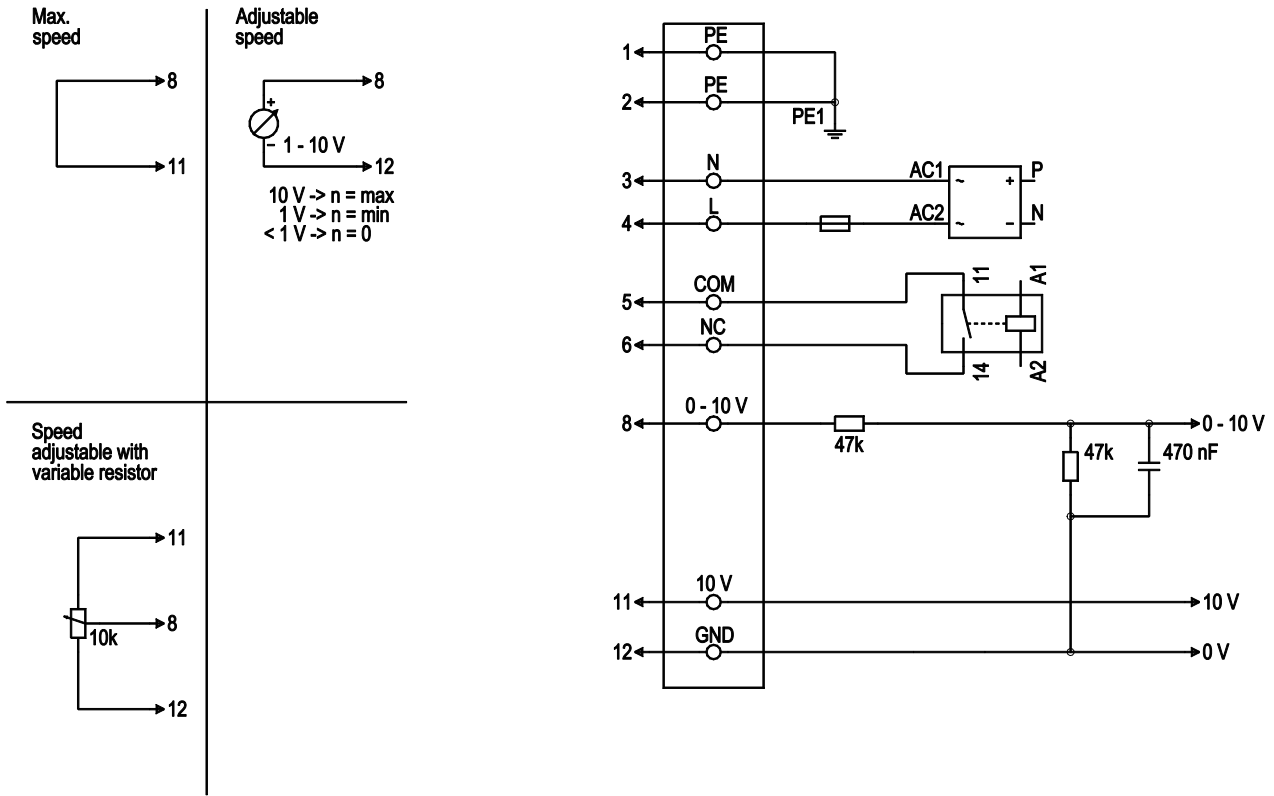 Max.
speed
8
11
Adjustable
speed
8
+
− 1 - 10 V
12
10 V -> n = max
1 V -> n = min
< 1 V -> n = 0
Speed
adjustable with
variable resistor
11
8
10k
12
PE
1
PE
2
PE1
N
3
AC1 ~ + P
L
4
AC2 ~ − N
COM
5
11
A1
NC
6
14
A2
0 - 10 V
8
0 - 10 V
47k
47k
470 nF
10 V
11
10 V
GND
12
0 V